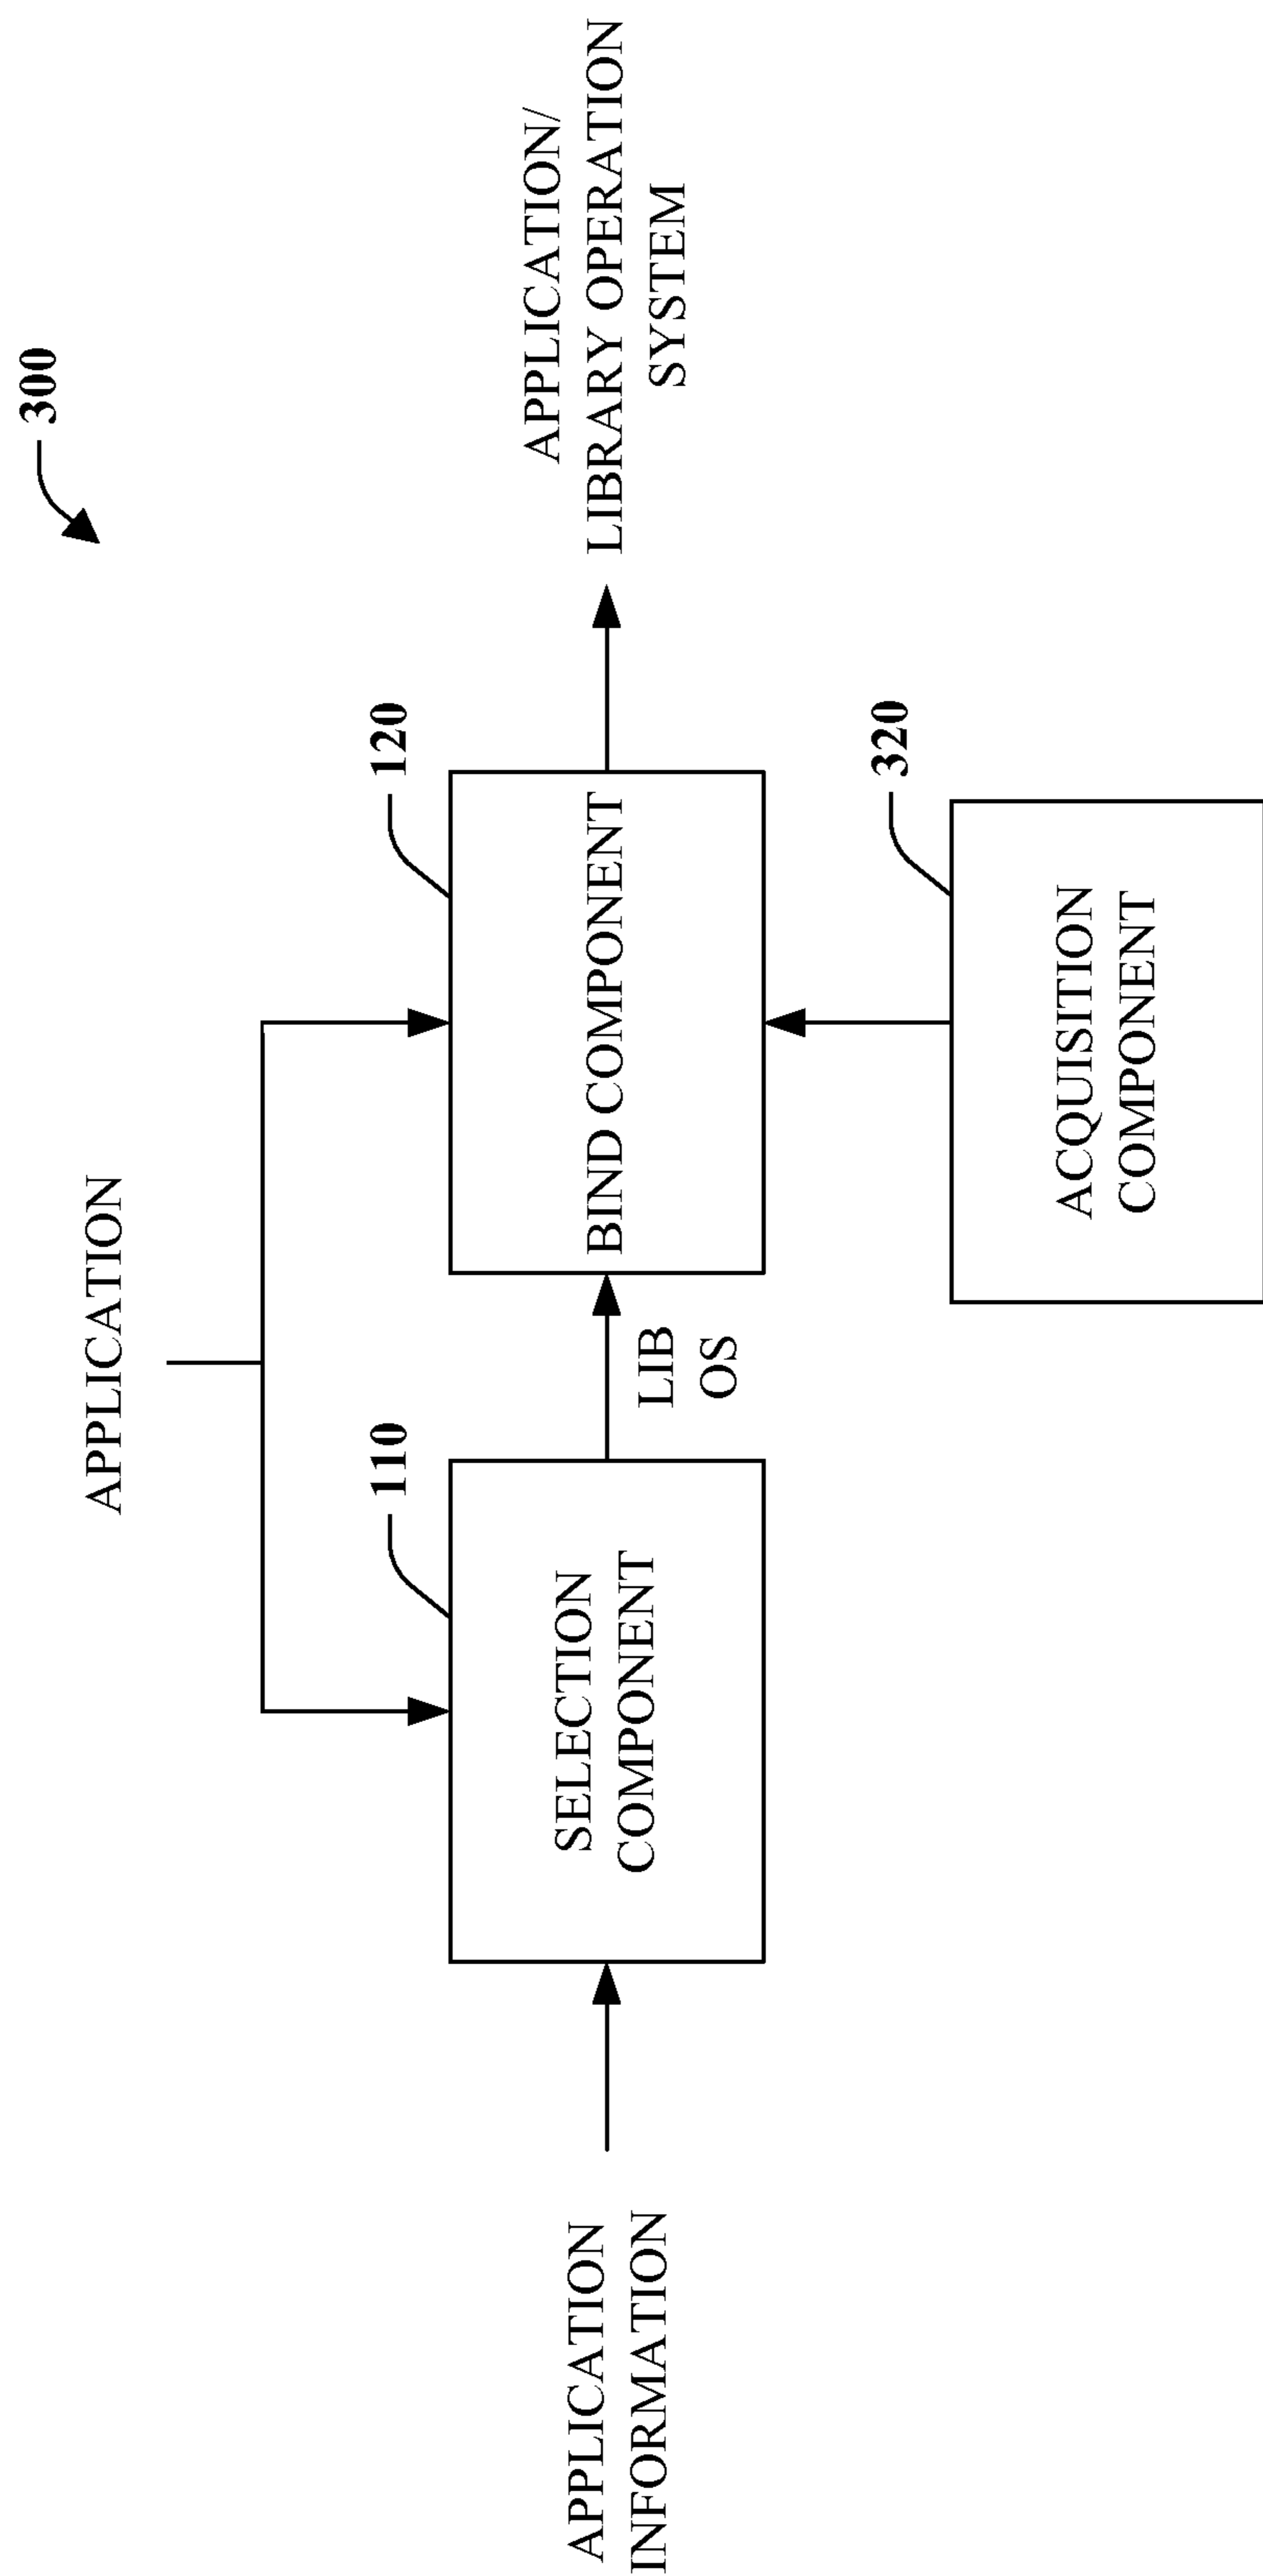 300
APPLICATION
110
120
APPLICATION
INFORMATION
SELECTION
COMPONENT
LIB
OS
BIND COMPONENT
APPLICATION/
LIBRARY OPERATION
SYSTEM
320
ACQUISITION
COMPONENT